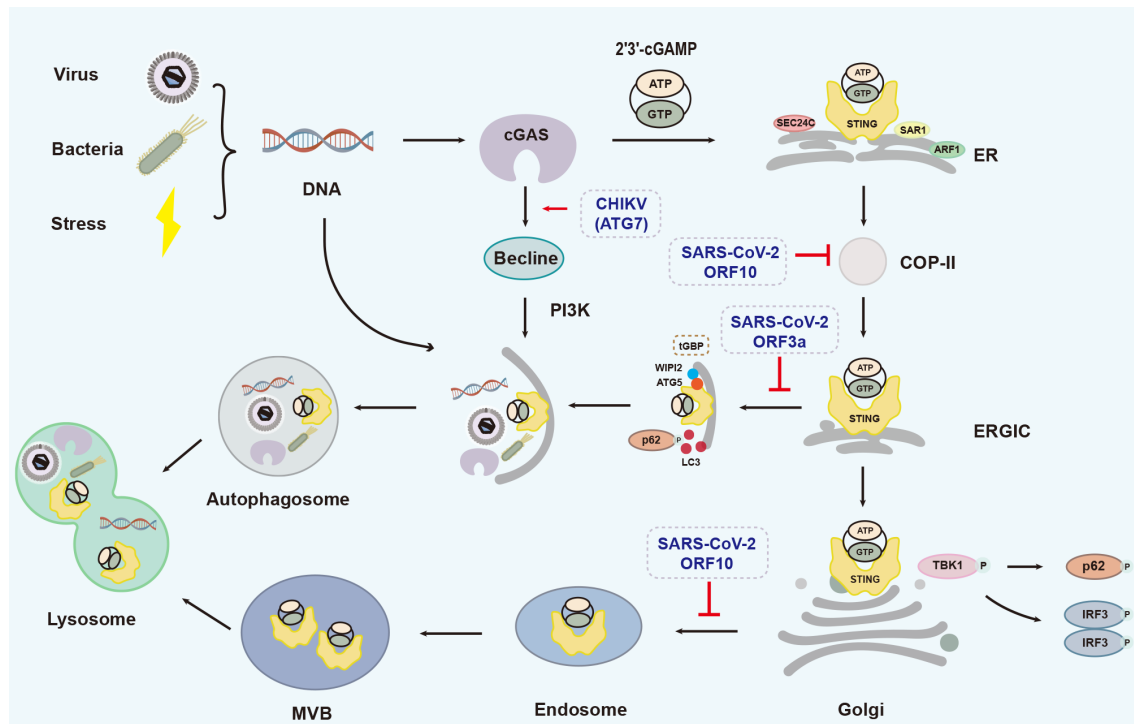 2'3'-cGAMP
Virus
ATP
GTP
ATP
GTP
STING
SEC24C
SAR1
ARF1
ER
cGAS
Bacteria
DNA
Stress
CHIKV
(ATG7)
Becline
SARS-CoV-2
ORF10
COP-II
PI3K
SARS-CoV-2
ORF3a
tGBP
WIPI2
ATG5
p62
P
LC3
ATP
GTP
STING
ERGIC
Autophagosome
SARS-CoV-2
ORF10
ATP
GTP
STING
TBK1
P
p62
P
IRF3
P
IRF3
P
Lysosome
MVB
Endosome
Golgi